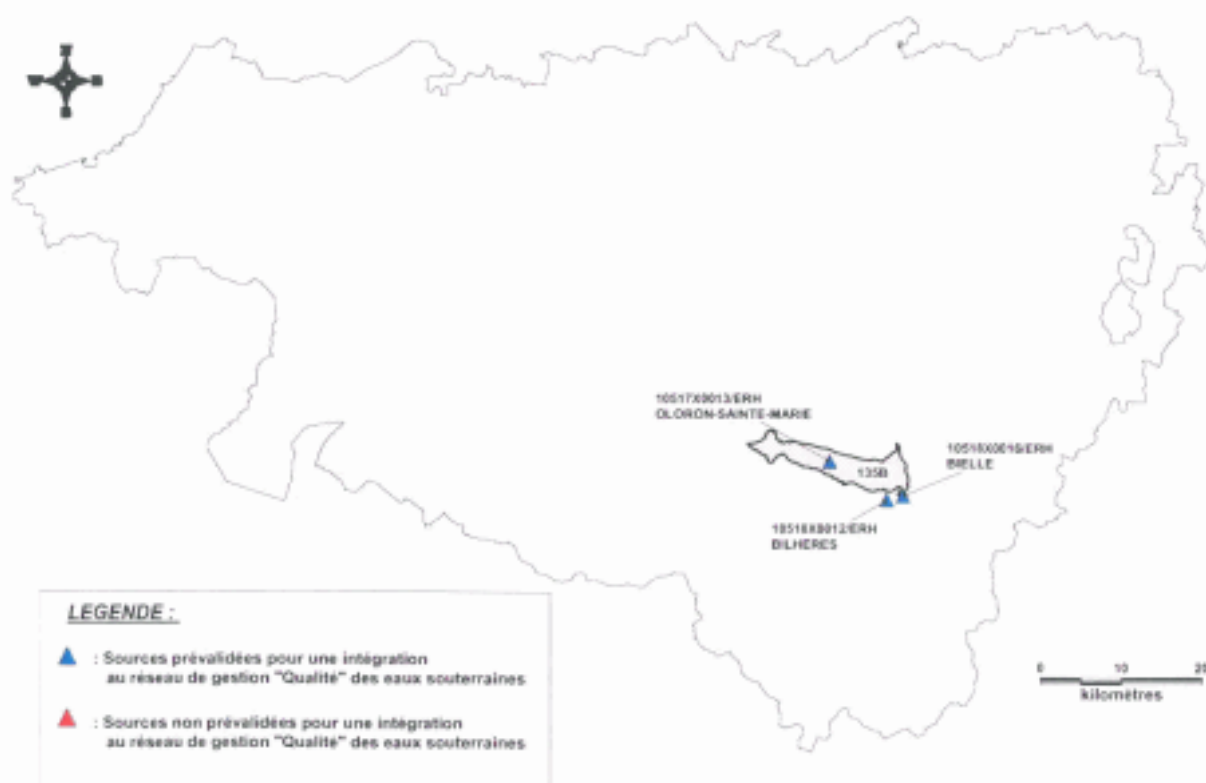 10517X0013/ERH
OLORON-SAINTE-MARIE
10518X0016/ERH
BIELLE
135B
10518X0012/ERH
BILHERES
LEGENDE :
: Sources prévalidées pour une intégration
au réseau de gestion "Qualité" des eaux souterraines
: Sources non prévalidées pour une intégration
au réseau de gestion "Qualité" des eaux souterraines
0 10 20
kilomètres